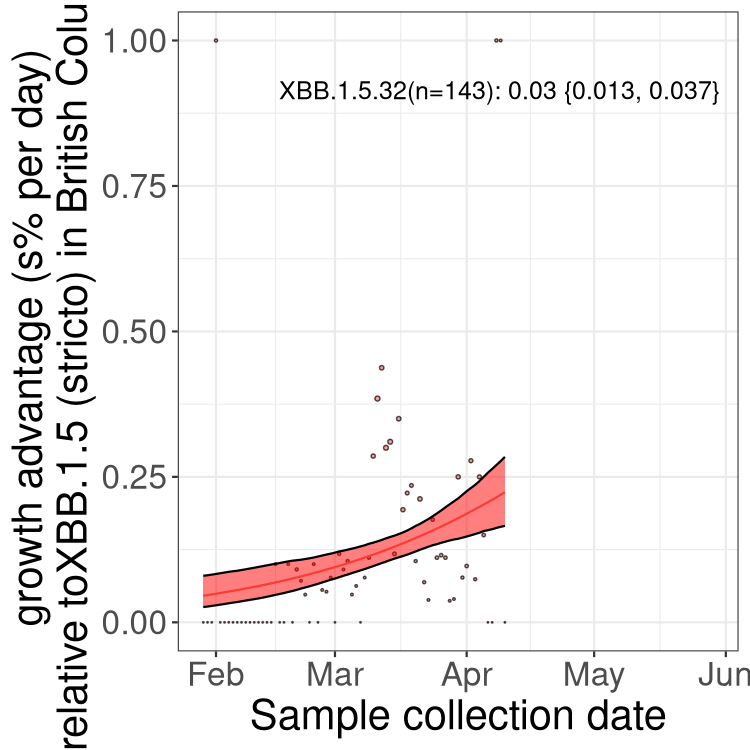 growth advantage (s% per day)
relative toXBB.1.5 (stricto) in British Colu
1.00
0.75
0.50
0.25
0.00
XBB.1.5.32(n=143): 0.03 {0.013, 0.037}
Feb Mar Apr May Jun
Sample collection date